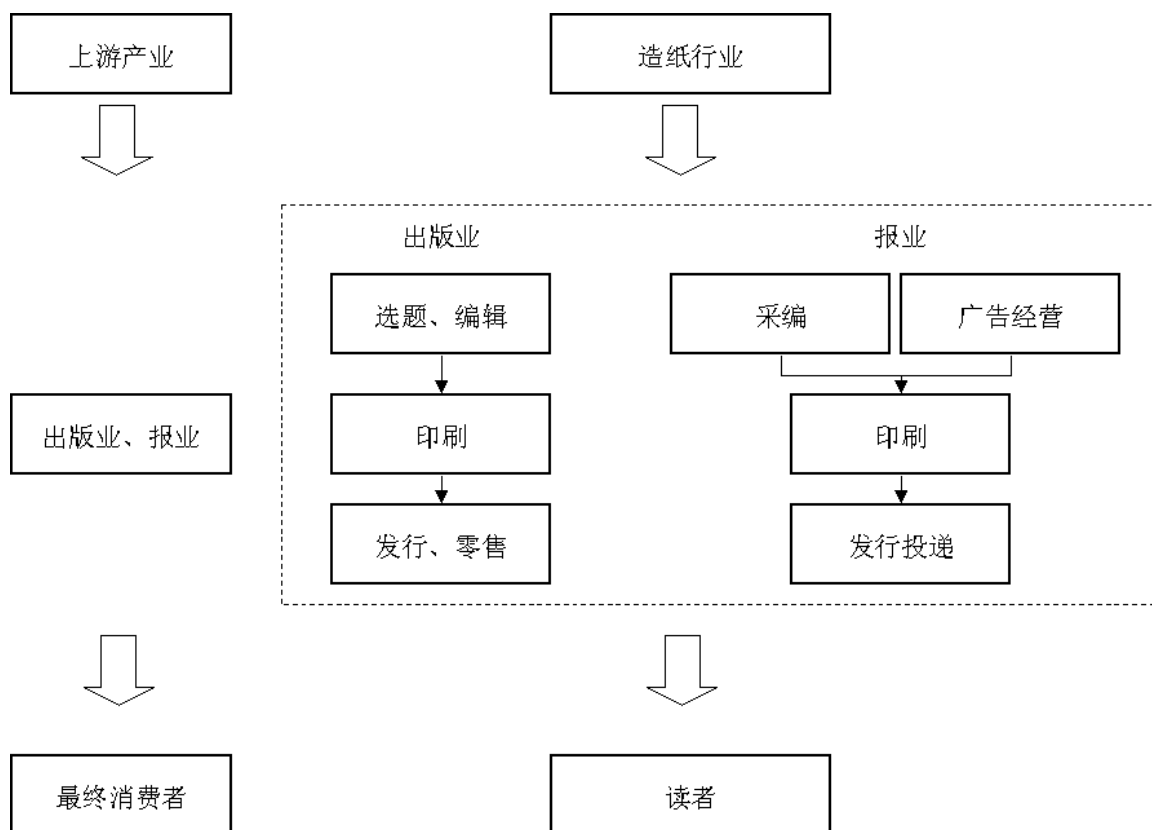 上游产业
造纸行业
出版业
报业
选题、编辑
采编
广告经营
出版业、报业
印刷
印刷
发行、零售
发行投递
最终消费者
读者